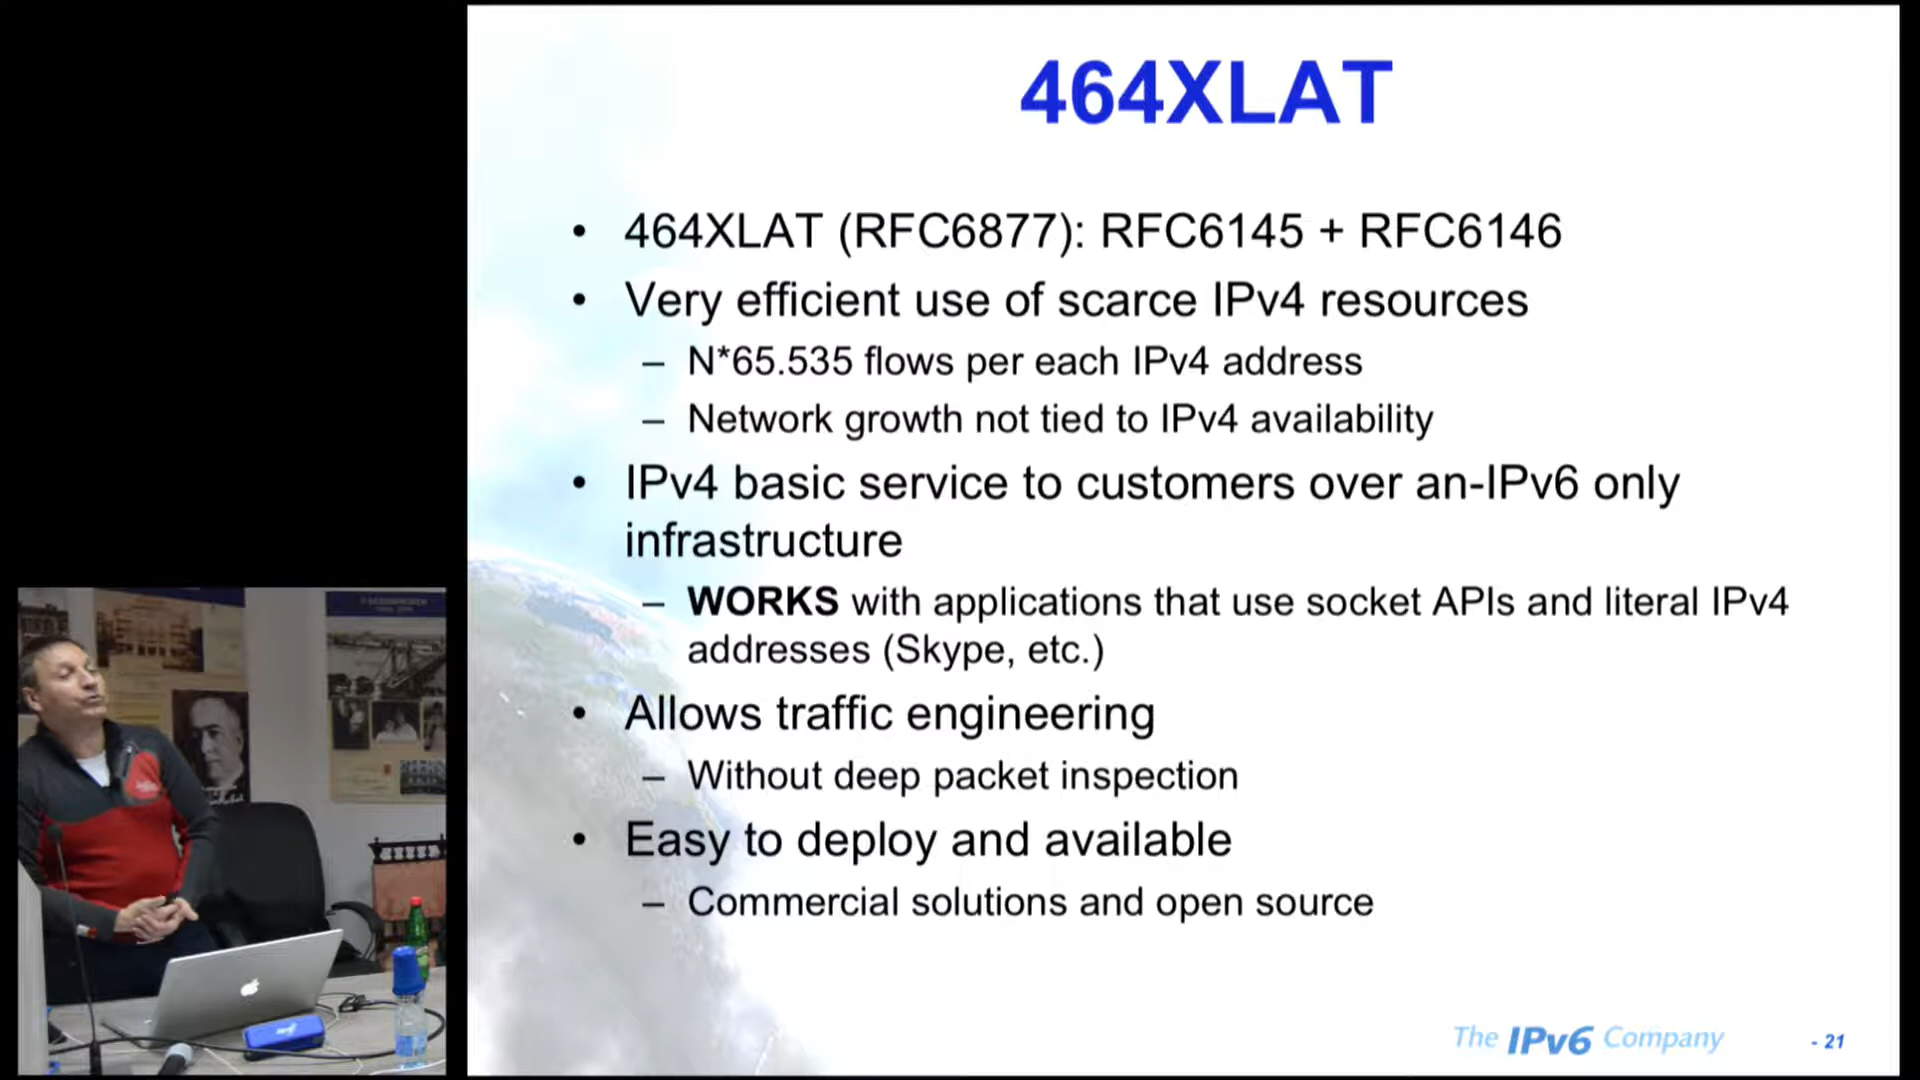 464XLAT
• 464XLAT (RFC6877): RFC6145 + RFC6146
• Very efficient use of scarce IPv4 resources
– N*65.535 flows per each IPv4 address
– Network growth not tied to IPv4 availability
• IPv4 basic service to customers over an-IPv6 only
infrastructure
– WORKS with applications that use socket APIs and literal IPv4
addresses (Skype, etc.)
• Allows traffic engineering
– Without deep packet inspection
• Easy to deploy and available
– Commercial solutions and open source
The IPv6 Company
- 21